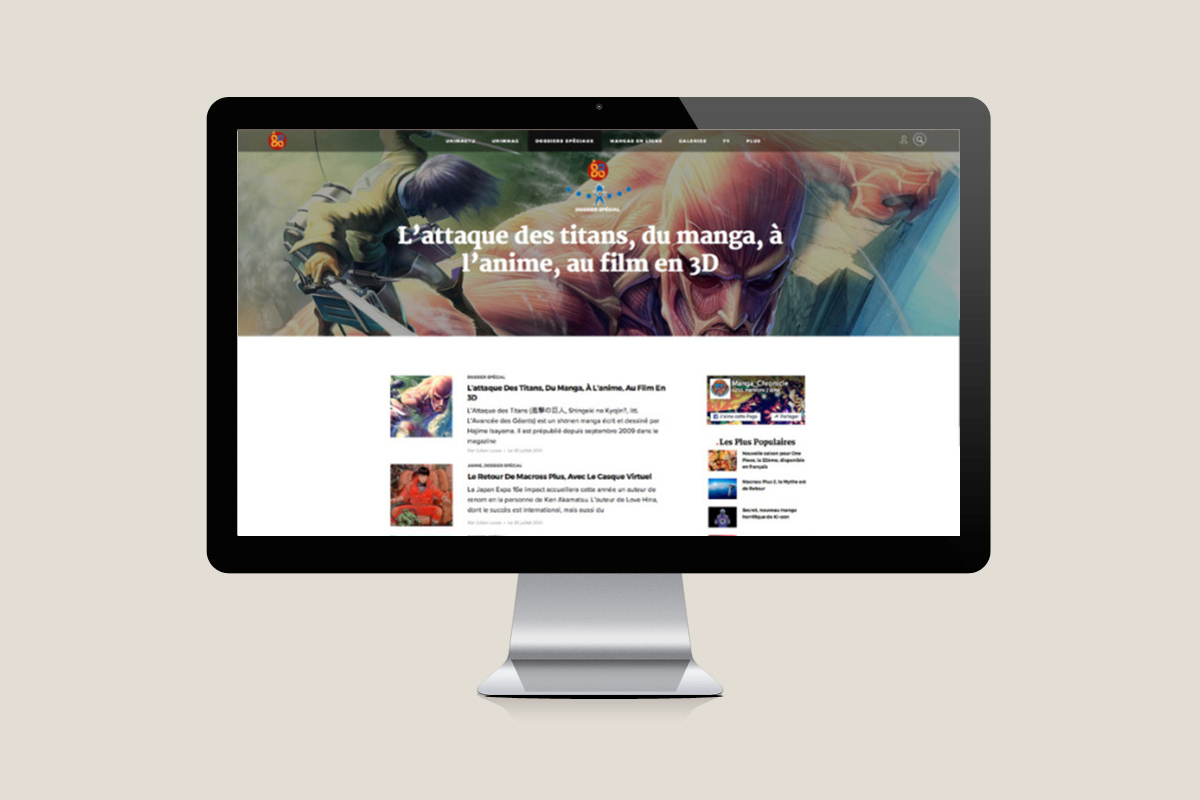 UNIMACTU UNIMMAG DOSSIERS SPÉCIAUX MANGAS EN LIGNE GALERIES TV PLUS
DOSSIER SPÉCIAL
L'attaque des titans, du manga, à
l'anime, au film en 3D
DOSSIER SPÉCIAL
L'attaque Des Titans, Du Manga, À L'anime, Au Film En
3D
L'Attaque des Titans (進撃の巨人, Shingeki no Kyojin?, litt.
L'Avancée des Géants) est un shōnen manga écrit et dessiné par
Hajime Isayama. Il est prépublié depuis septembre 2009 dans le
magazine
Par Julien Lucas • Le 30 juillet 2015
ANIME, DOSSIER SPÉCIAL
Le Retour De Macross Plus, Avec Le Casque Virtuel!
La Japan Expo 16e impact accueillera cette année un auteur de
renom en la personne de Ken Akamatsu. L'auteur de Love Hina,
dont le succès est international, mais aussi du
Par Julien Lucas • Le 30 juillet 2015
Manga_Chronicle
J'aime cette Page Partager
.Les Plus Populaires
Nouvelle saison pour One
Piece, la 20ème, disponible
en français
Macross Plus 2, le Mythe est
de Retour
Secret, nouveau manga
horrifique de Ki-oon